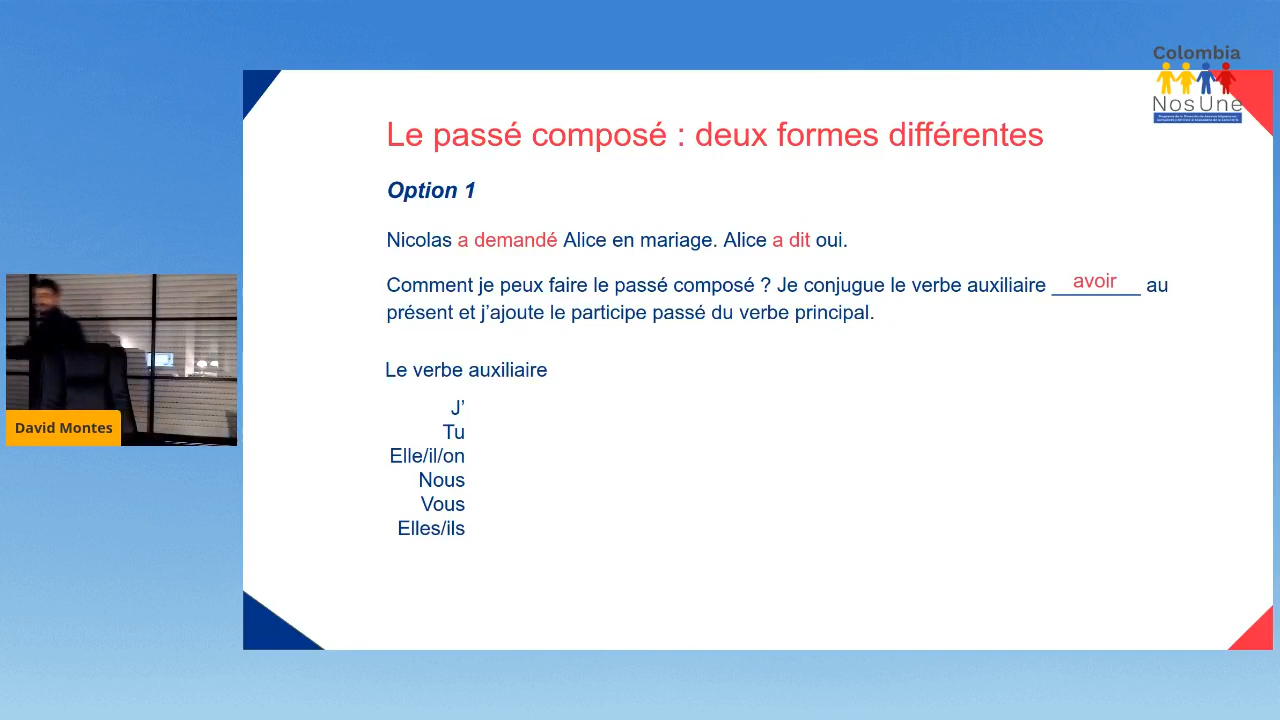 Colombia
NosUne
Le passé composé : deux formes différentes
Option 1
Nicolas a demandé Alice en mariage. Alice a dit oui.
Comment je peux faire le passé composé ? Je conjugue le verbe auxiliaire avoir au
présent et j’ajoute le participe passé du verbe principal.
Le verbe auxiliaire
J’
Tu
Elle/il/on
Nous
Vous
Elles/ils
David Montes